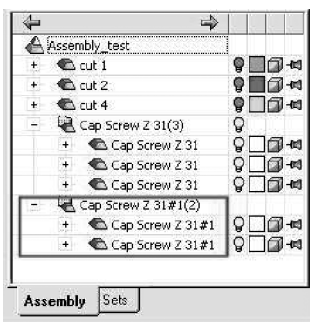 Assembly_test
cut 1
cut 2
cut 4
Cap Screw Z 31(3)
Cap Screw Z 31
Cap Screw Z 31
Cap Screw Z 31
Cap Screw Z 31#1(2)
Cap Screw Z 31#1
Cap Screw Z 31#1
Assembly Sets